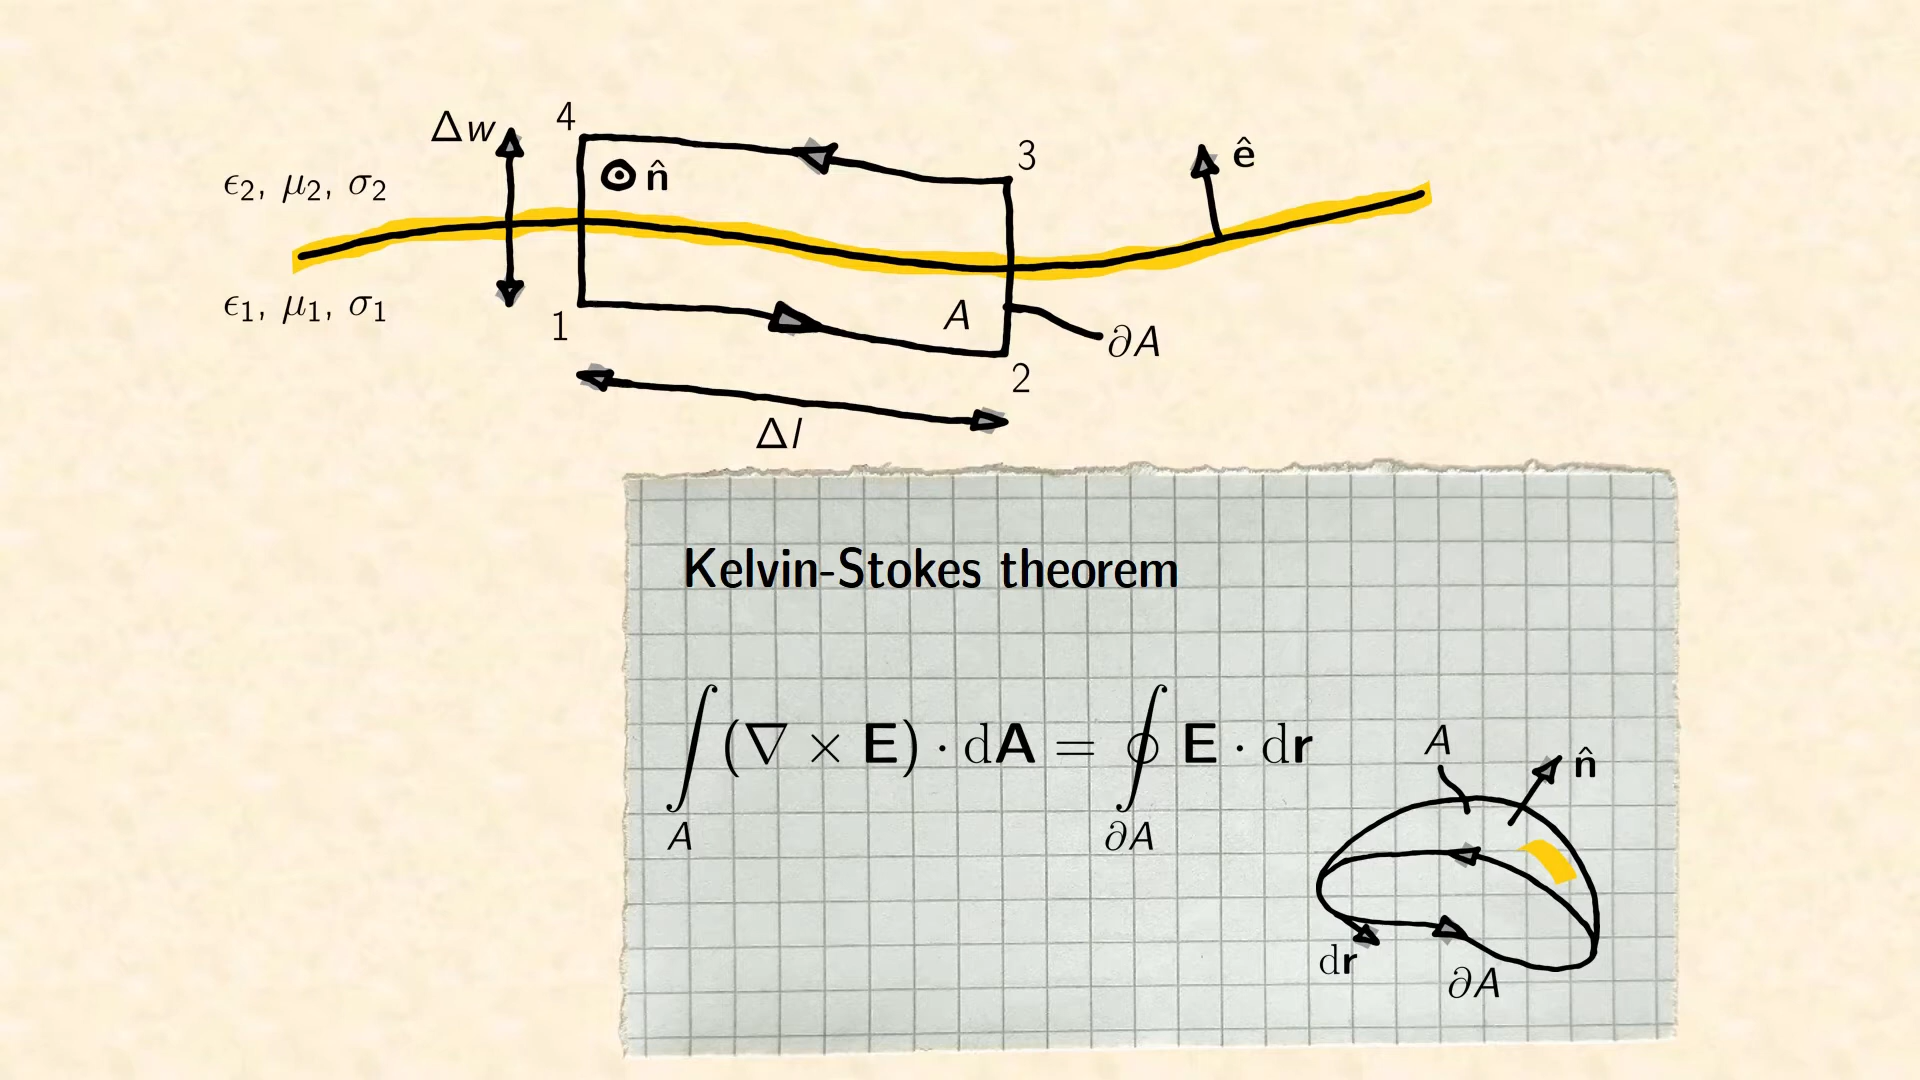 Δw
4
3
ê
ϵ₂, μ₂, σ₂
n̂
ϵ₁, μ₁, σ₁
1
A
∂A
2
Δl
Kelvin-Stokes theorem
∫_A (∇ × E) · dA = ∮_∂A E · dr
A
n̂
dr
∂A